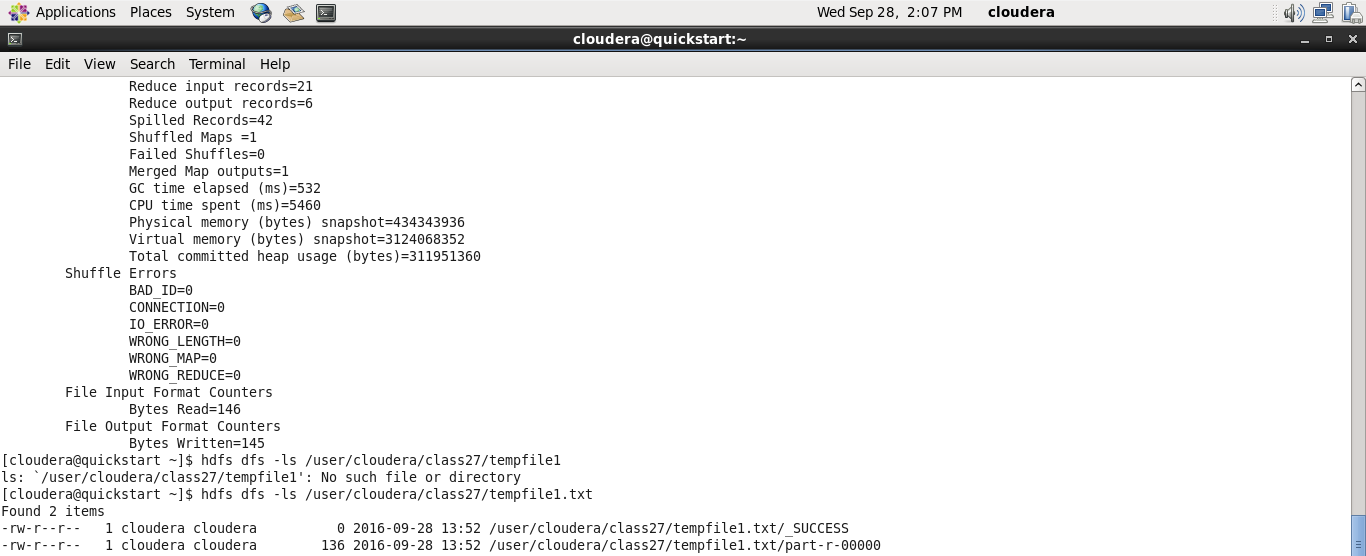 Applications Places System Wed Sep 28, 2:07 PM cloudera
cloudera@quickstart:~
File Edit View Search Terminal Help
Reduce input records=21
Reduce output records=6
Spilled Records=42
Shuffled Maps =1
Failed Shuffles=0
Merged Map outputs=1
GC time elapsed (ms)=532
CPU time spent (ms)=5460
Physical memory (bytes) snapshot=434343936
Virtual memory (bytes) snapshot=3124068352
Total committed heap usage (bytes)=311951360
Shuffle Errors
BAD_ID=0
CONNECTION=0
IO_ERROR=0
WRONG_LENGTH=0
WRONG_MAP=0
WRONG_REDUCE=0
File Input Format Counters
Bytes Read=146
File Output Format Counters
Bytes Written=145
[cloudera@quickstart ~]$ hdfs dfs -ls /user/cloudera/class27/tempfile1
ls: `/user/cloudera/class27/tempfile1': No such file or directory
[cloudera@quickstart ~]$ hdfs dfs -ls /user/cloudera/class27/tempfile1.txt
Found 2 items
-rw-r--r--   1 cloudera cloudera          0 2016-09-28 13:52 /user/cloudera/class27/tempfile1.txt/_SUCCESS
-rw-r--r--   1 cloudera cloudera        136 2016-09-28 13:52 /user/cloudera/class27/tempfile1.txt/part-r-00000